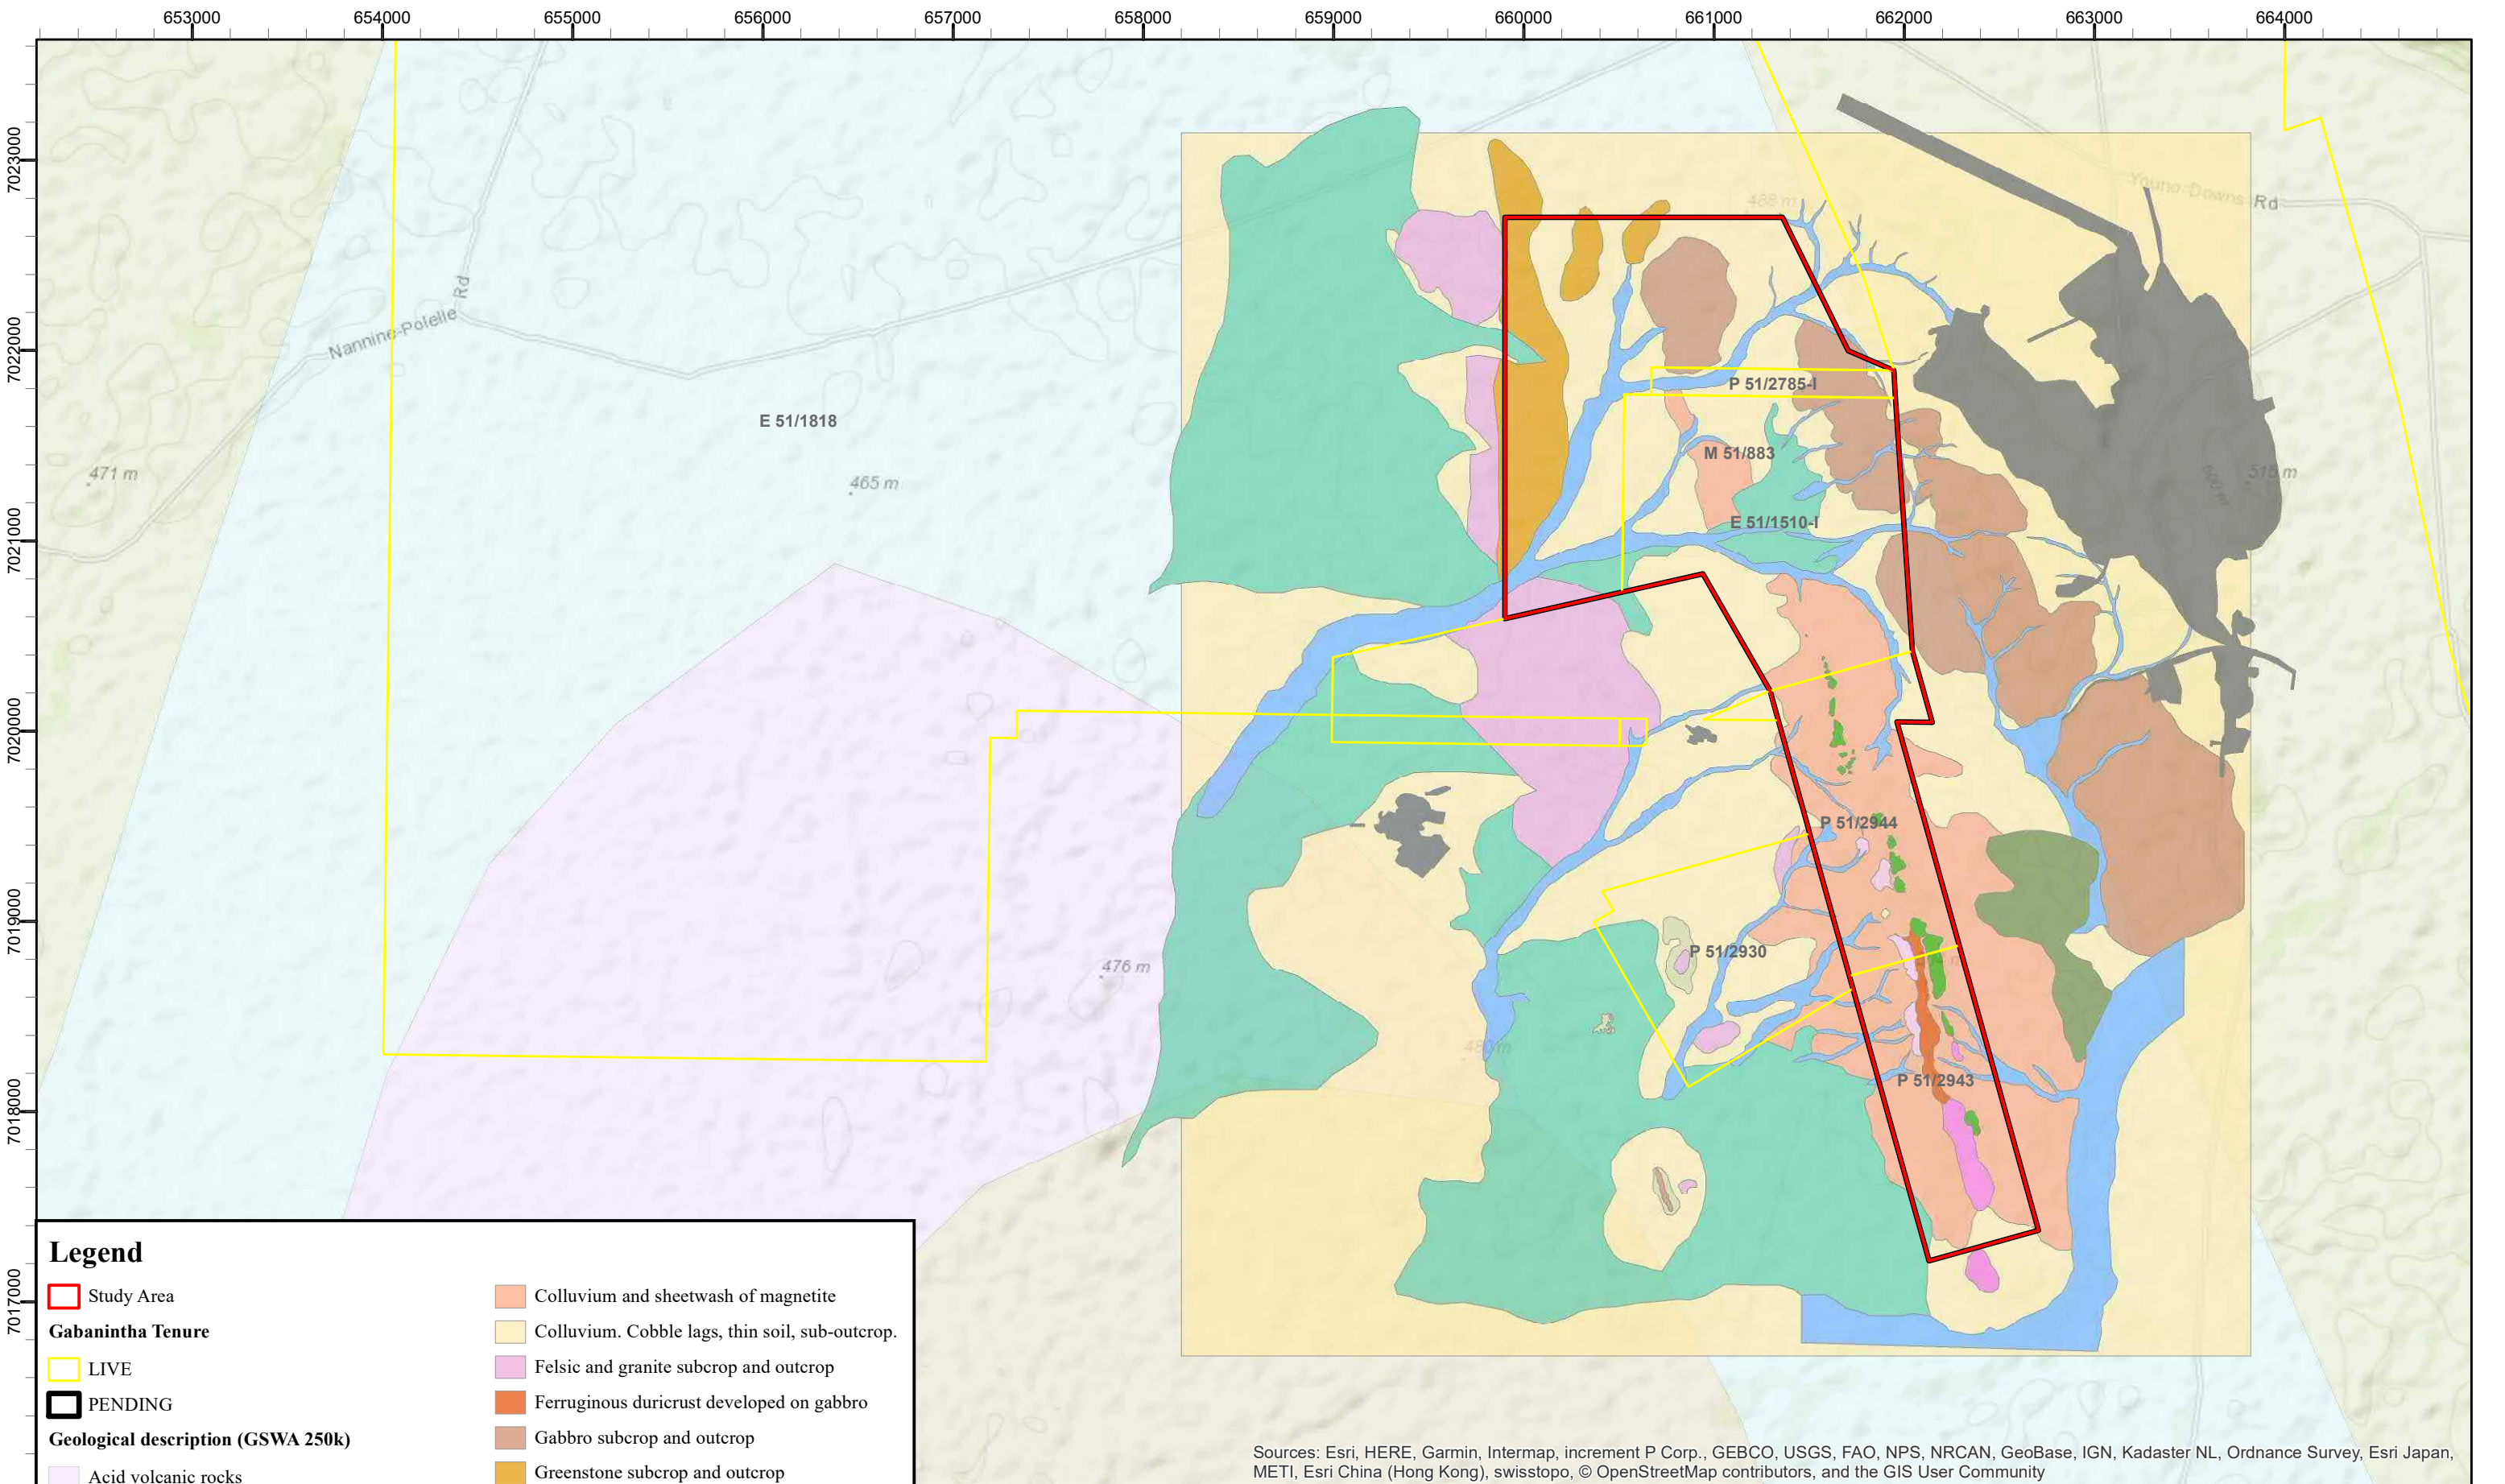 653000 654000 655000 656000 657000 658000 659000 660000 661000 662000 663000 664000
7023000
7022000
7021000
7020000
7019000
7018000
7017000
488 m
Young Downs Rd
Nannine-Polelle Rd
P 51/2785-I
E 51/1818
M 51/883
471 m
465 m
515 m
500 m
E 51/1510-I
P 51/2944
P 51/2930
476 m
480 m
P 51/2943
Legend
Study Area
Gabanintha Tenure
LIVE
PENDING
Geological description (GSWA 250k)
Acid volcanic rocks
Colluvium and sheetwash of magnetite
Colluvium. Cobble lags, thin soil, sub-outcrop.
Felsic and granite subcrop and outcrop
Ferruginous duricrust developed on gabbro
Gabbro subcrop and outcrop
Greenstone subcrop and outcrop
Sources: Esri, HERE, Garmin, Intermap, increment P Corp., GEBCO, USGS, FAO, NPS, NRCAN, GeoBase, IGN, Kadaster NL, Ordnance Survey, Esri Japan,
METI, Esri China (Hong Kong), swisstopo, © OpenStreetMap contributors, and the GIS User Community